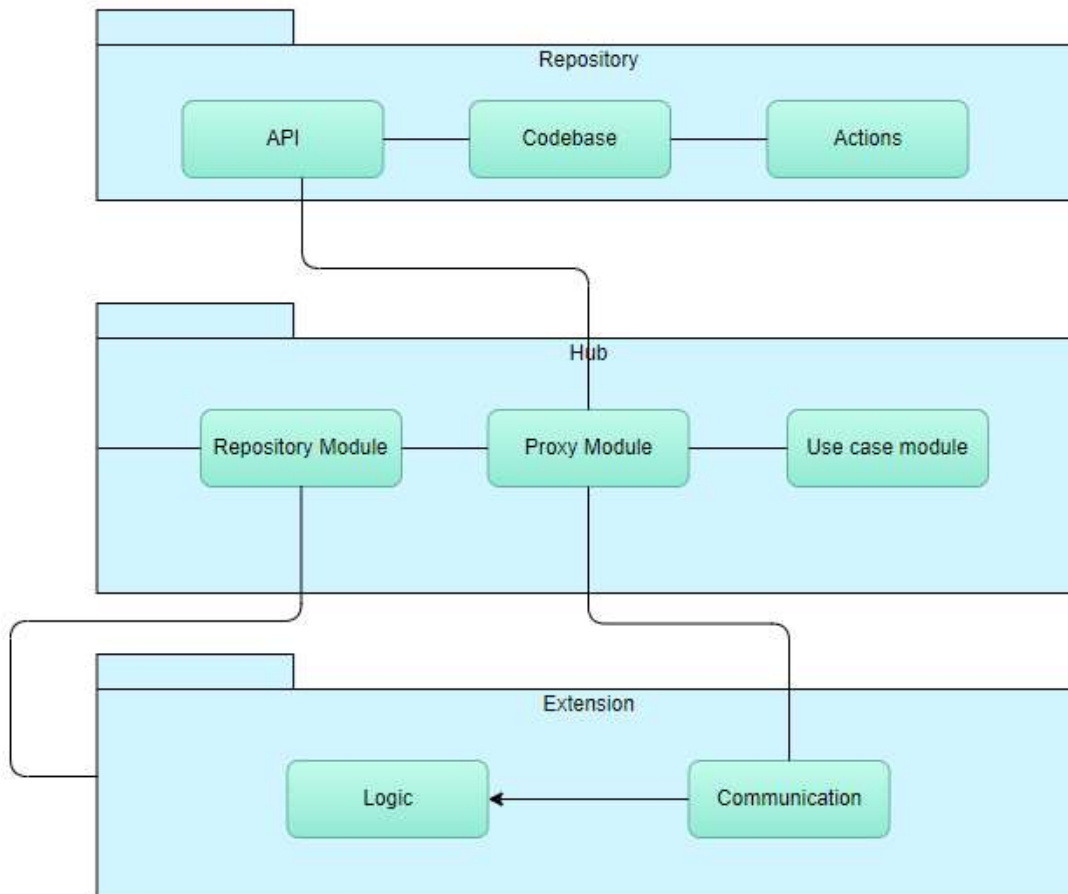 Repository
API
Codebase
Actions
Hub
Repository Module
Proxy Module
Use case module
Extension
Logic
Communication